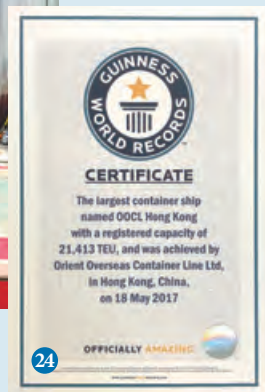 GUINNESS
WORLD RECORDS
CERTIFICATE
The largest container ship
named OOCL Hong Kong
with a registered capacity of
21,413 TEU, and was achieved by
Orient Overseas Container Line Ltd,
in Hong Kong, China,
on 18 May 2017
OFFICIALLY AMAZING
24